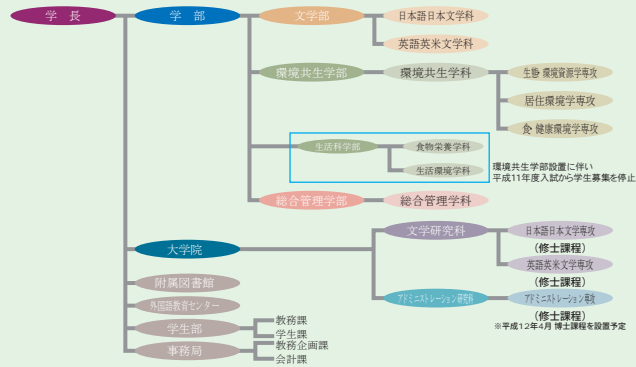 学 長
学 部
文学部
日本語日本文学科
英語英米文学科
環境共生学部
環境共生学科
生態・環境資源学専攻
居住環境学専攻
食・健康環境学専攻
生活科学部
食物栄養学科
生活環境学科
環境共生学部設置に伴い
平成11年度入試から学生募集を停止
総合管理学部
総合管理学科
大学院
文学研究科
日本語日本文学専攻
(修士課程)
英語英米文学専攻
(修士課程)
アドミニストレーション研究科
アドミニストレーション専攻
(修士課程)
※平成12年4月 博士課程を設置予定
附属図書館
外国語教育センター
学生部
教務課
学生課
事務局
教務企画課
会計課